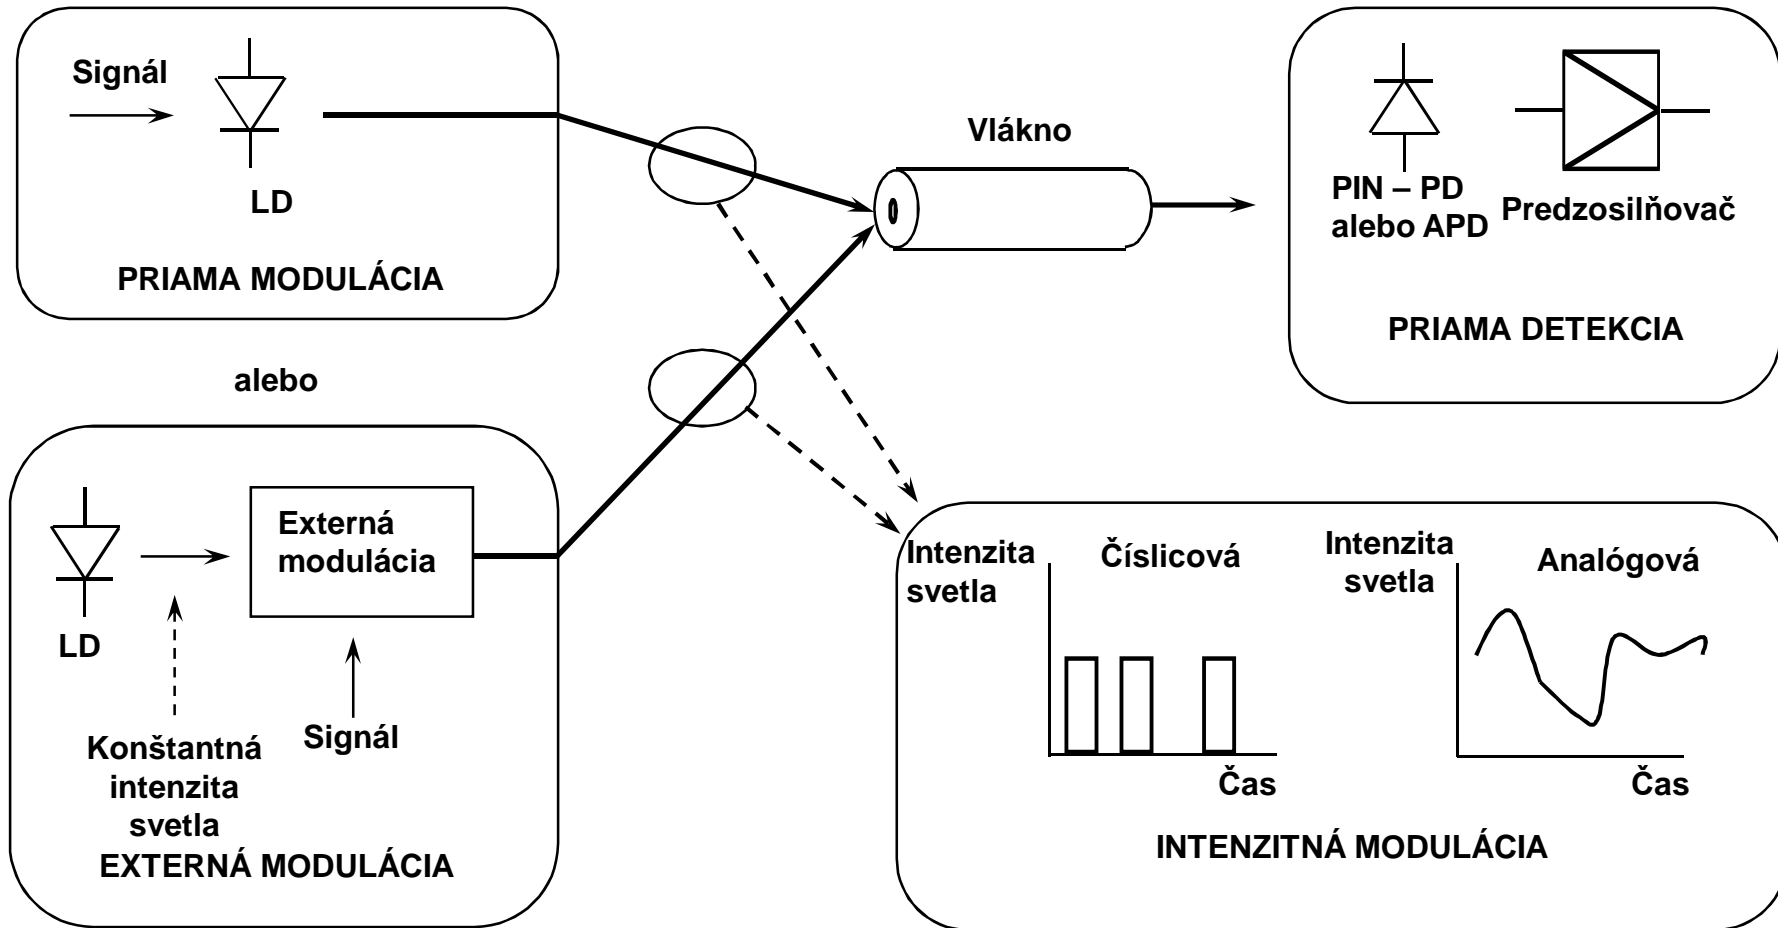 Signál
LD
PRIAMA MODULÁCIA
alebo
Externá
modulácia
LD
Konštantná
intenzita
svetla
Signál
EXTERNÁ MODULÁCIA
Vlákno
PIN – PD
alebo APD
Predzosilňovač
PRIAMA DETEKCIA
Intenzita
svetla
Číslicová
Čas
Intenzita
svetla
Analógová
Čas
INTENZITNÁ MODULÁCIA